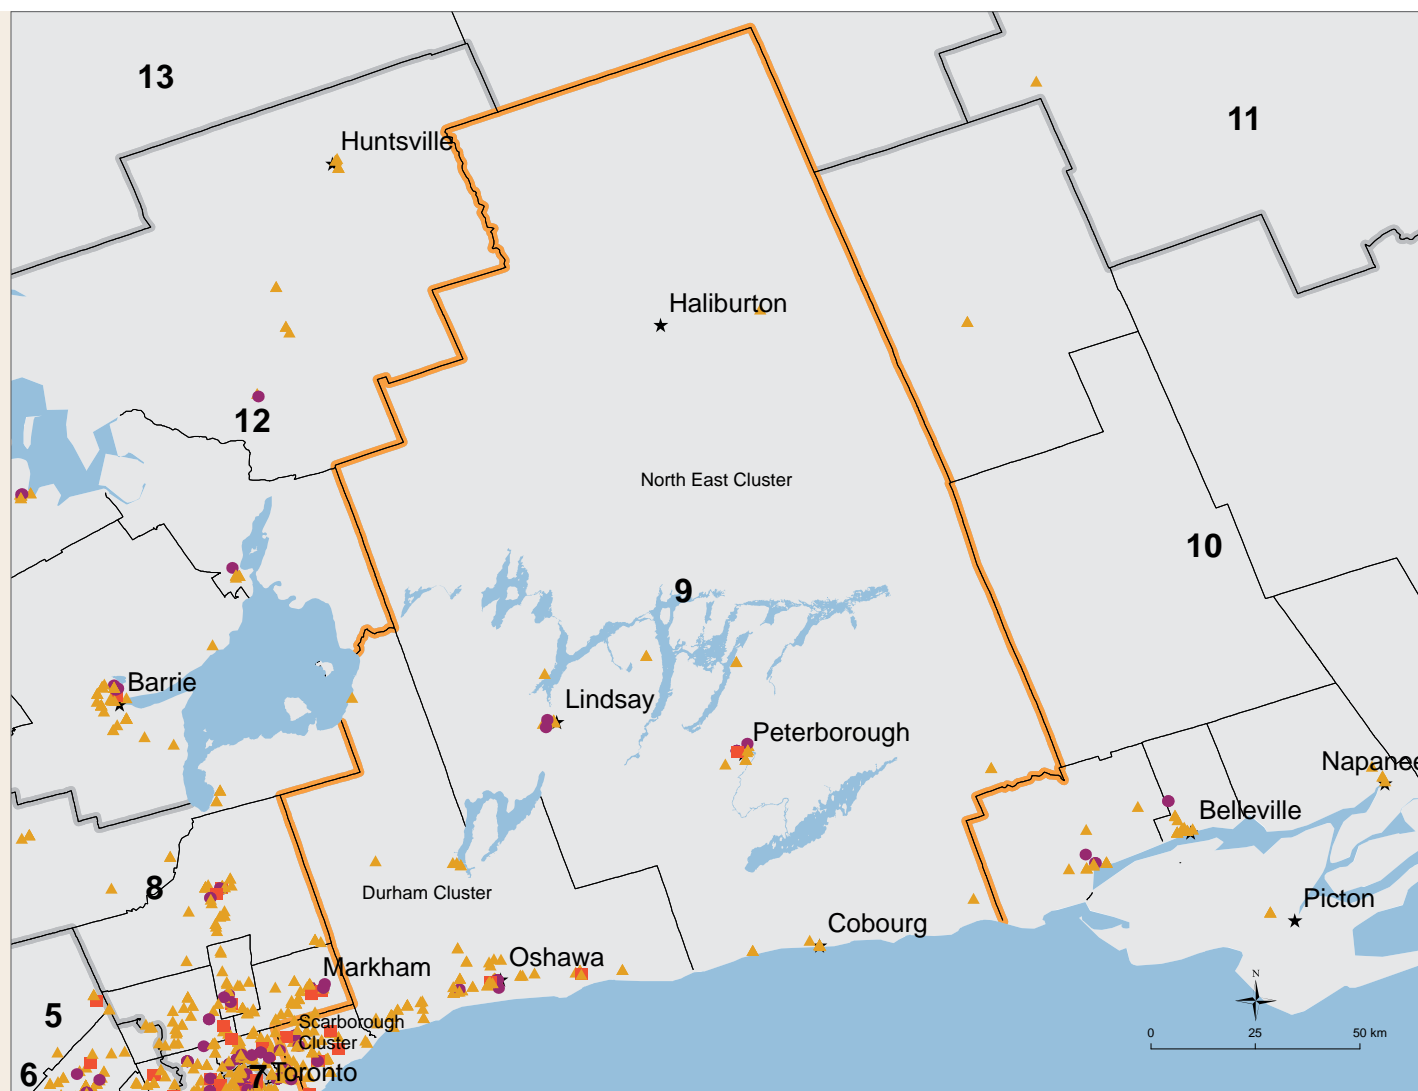 13
11
Huntsville
Haliburton
12
North East Cluster
10
9
Barrie
Lindsay
Peterborough
Napanee
Belleville
8
Durham Cluster
Picton
Cobourg
Oshawa
Markham
N
5
Scarborough
Cluster
0 25 50 km
6
7 Toronto